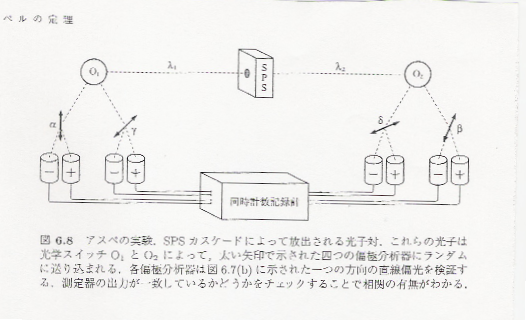 ベルの定理
λ₁
S
P
S
λ₂
O₁
O₂
α
γ
δ
β
−
+
−
+
−
+
−
+
同時計数記録計
図 6.8 アスペの実験．SPS カスケードによって放出される光子対．これらの光子は
光学スイッチ O₁ と O₂ によって，太い矢印で示された四つの偏極分析器にランダム
に送り込まれる．各偏極分析器は図 6.7(b) に示された一つの方向の直線偏光を検証す
る．測定器の出力が一致しているかどうかをチェックすることで相関の有無がわかる．